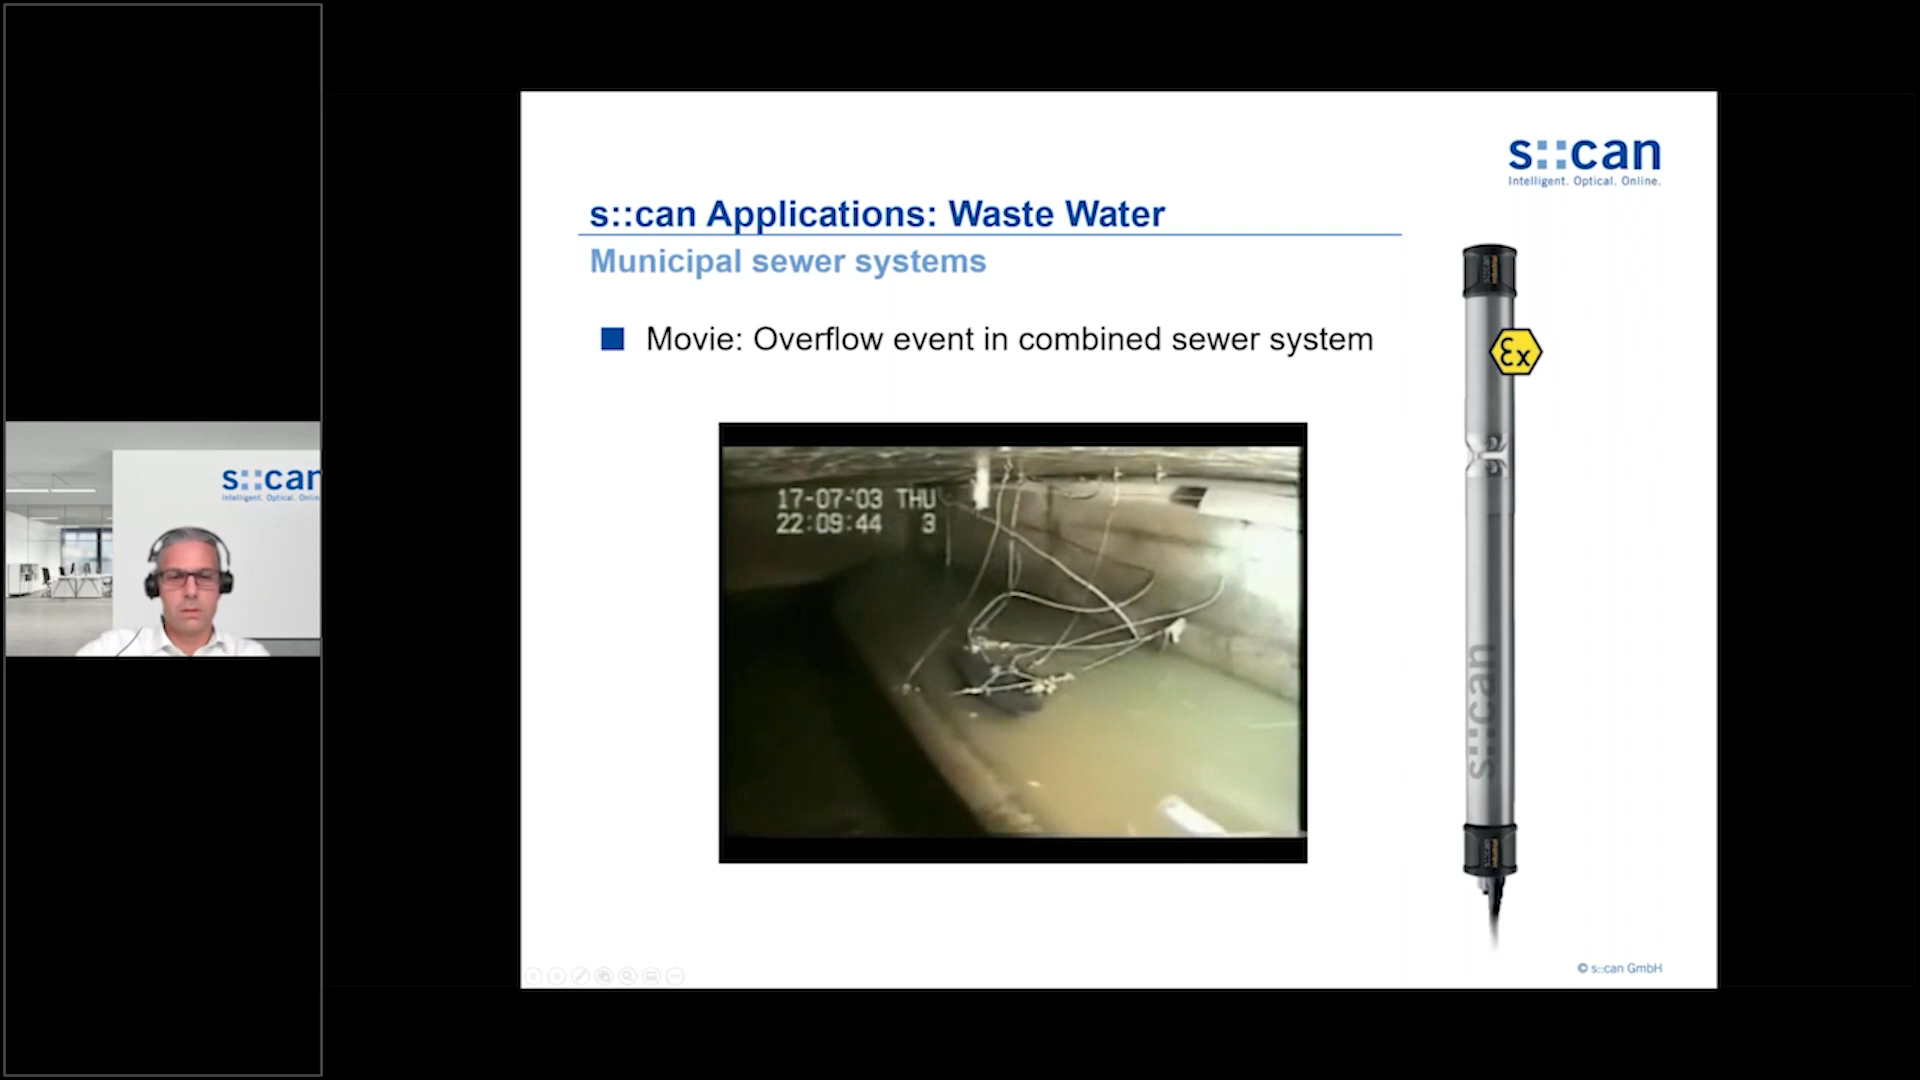 s::can
Intelligent. Optical. Online.
s::can Applications: Waste Water
Municipal sewer systems
Movie: Overflow event in combined sewer system
Ex
17-07-'03 THU
22:09:44 3
s::can
Intelligent. Optical. Onlin
s::can
© s::can GmbH